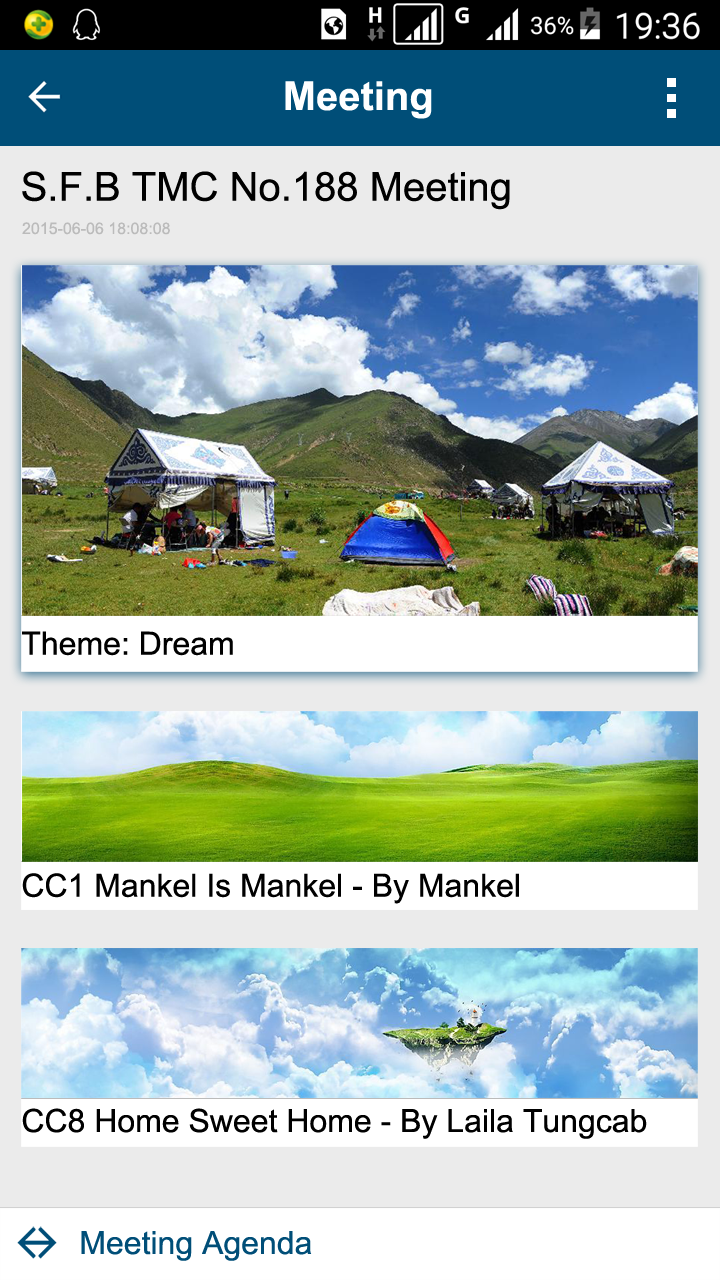 H G 36% 19:36
Meeting
S.F.B TMC No.188 Meeting
2015-06-06 18:08:08
Theme: Dream
CC1 Mankel Is Mankel - By Mankel
CC8 Home Sweet Home - By Laila Tungcab
Meeting Agenda